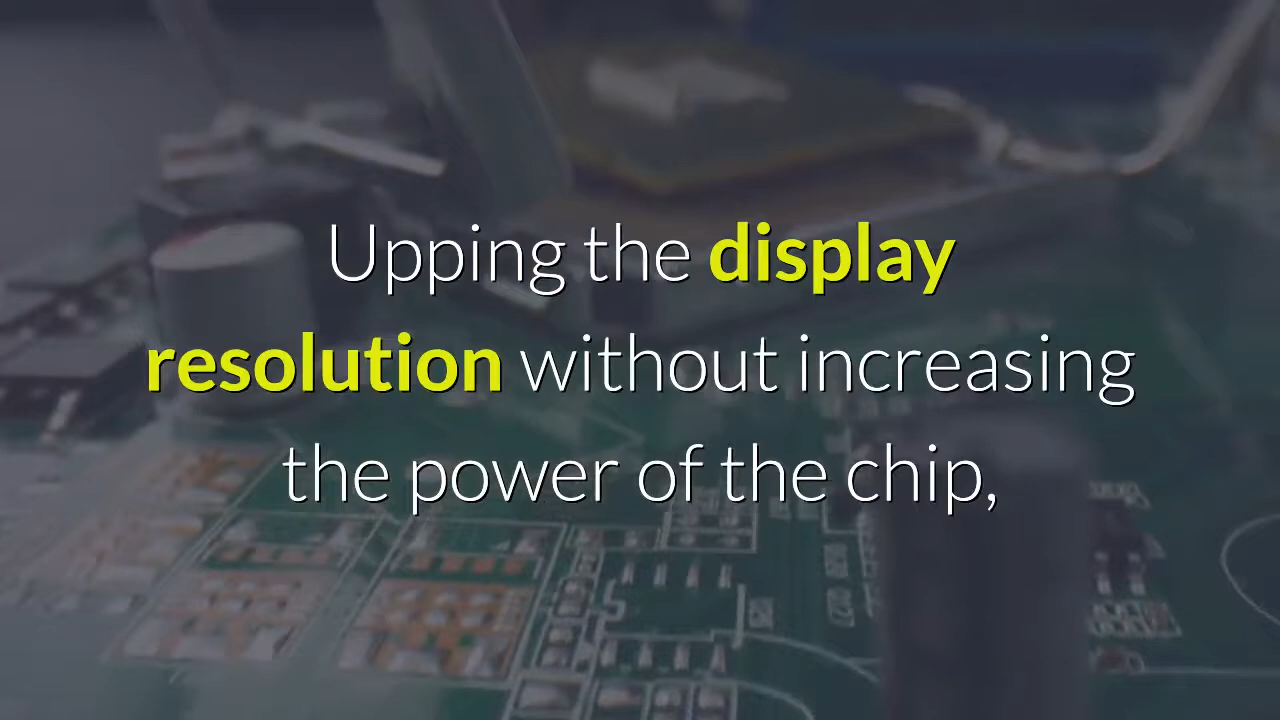 Upping the display
resolution without increasing
the power of the chip,